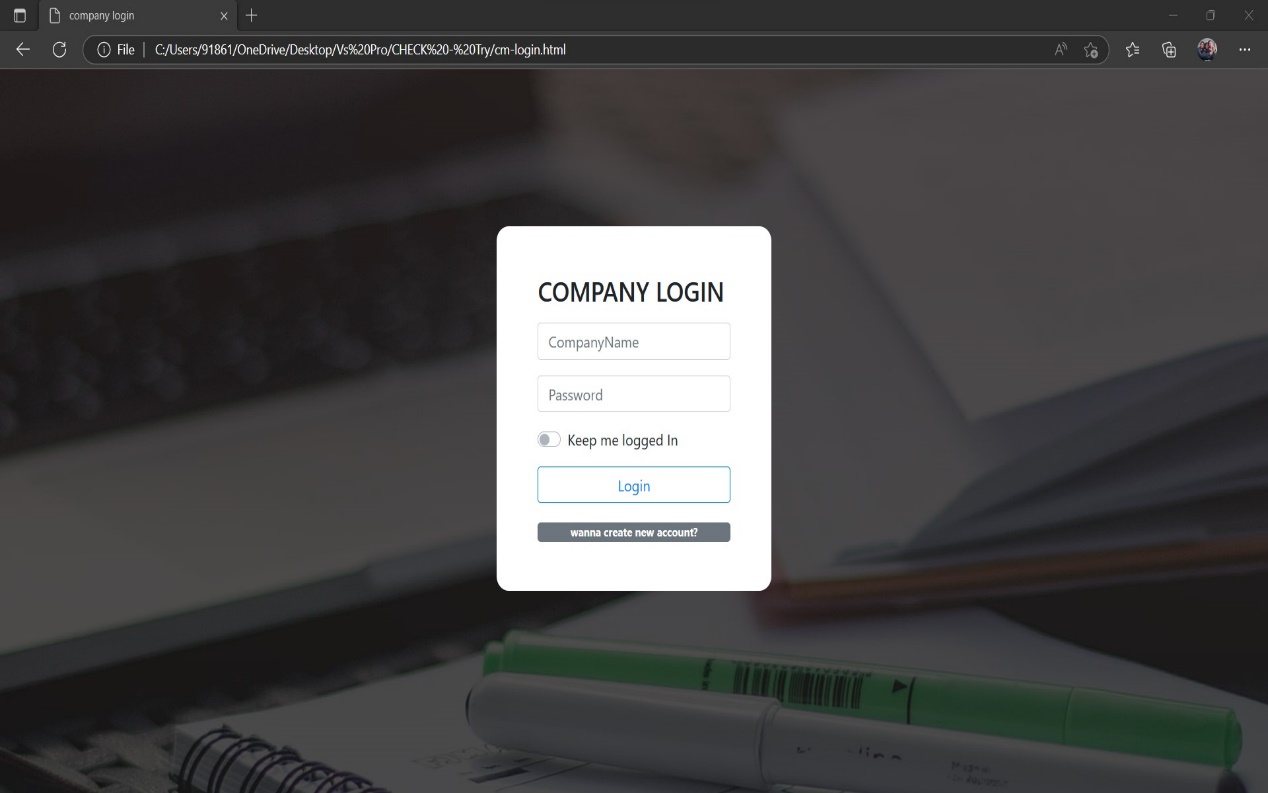 company login
File
C:/Users/91861/OneDrive/Desktop/Vs%20Pro/CHECK%20-%20Try/cm-login.html
COMPANY LOGIN
CompanyName
Password
Keep me logged In
Login
wanna create new account?